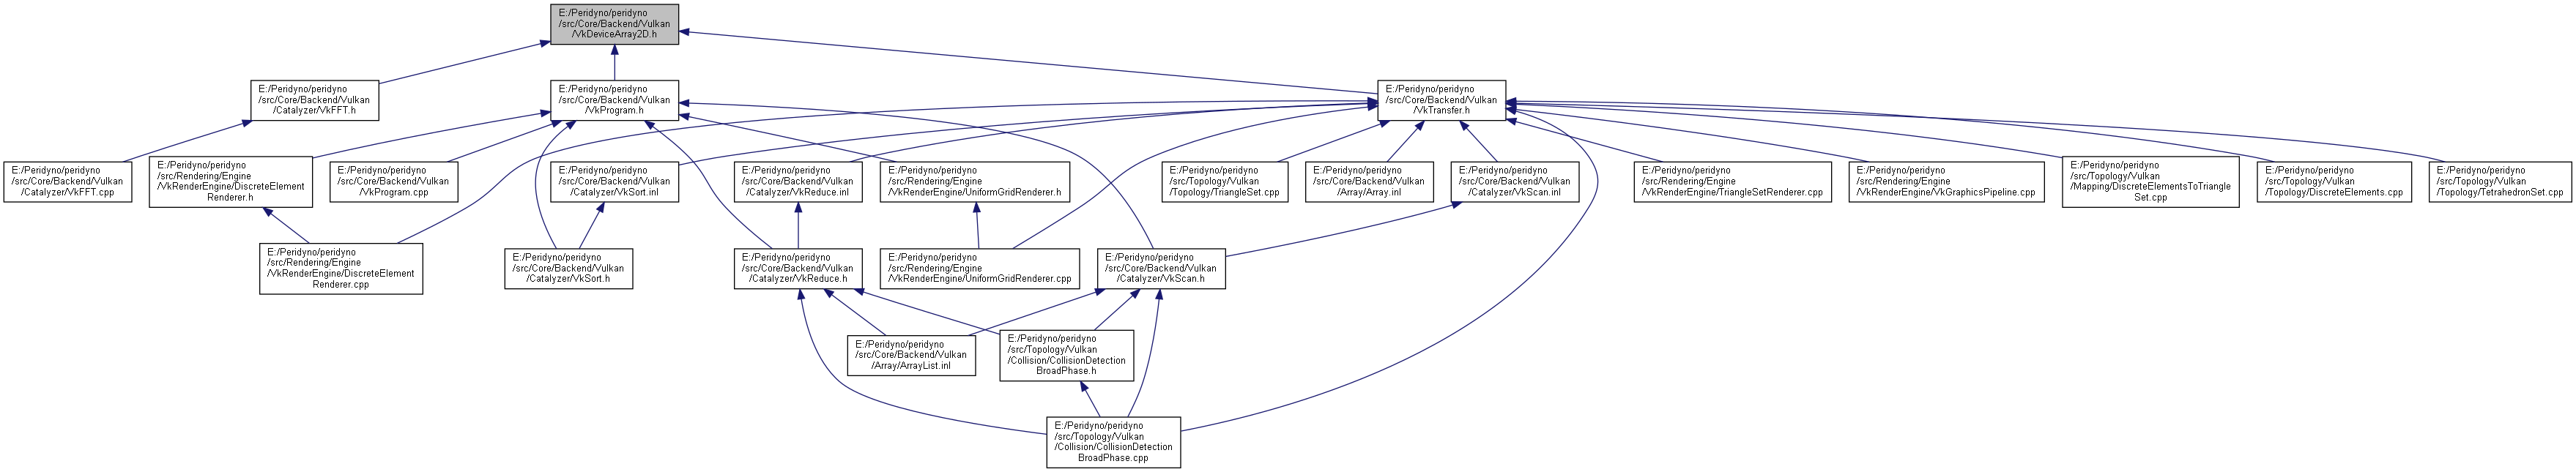 E:/Peridyno/peridyno
/src/Core/Backend/Vulkan
/VkDeviceArray2D.h
E:/Peridyno/peridyno
/src/Core/Backend/Vulkan
/Catalyzer/VkFFT.h
E:/Peridyno/peridyno
/src/Core/Backend/Vulkan
/VkProgram.h
E:/Peridyno/peridyno
/src/Core/Backend/Vulkan
/VkTransfer.h
E:/Peridyno/peridyno
/src/Core/Backend/Vulkan
/Catalyzer/VkFFT.cpp
E:/Peridyno/peridyno
/src/Rendering/Engine
/VkRenderEngine/DiscreteElement
Renderer.h
E:/Peridyno/peridyno
/src/Core/Backend/Vulkan
/VkProgram.cpp
E:/Peridyno/peridyno
/src/Core/Backend/Vulkan
/Catalyzer/VkSort.inl
E:/Peridyno/peridyno
/src/Core/Backend/Vulkan
/Catalyzer/VkReduce.inl
E:/Peridyno/peridyno
/src/Rendering/Engine
/VkRenderEngine/UniformGridRenderer.h
E:/Peridyno/peridyno
/src/Topology/Vulkan
/Topology/TriangleSet.cpp
E:/Peridyno/peridyno
/src/Core/Backend/Vulkan
/Array/Array.inl
E:/Peridyno/peridyno
/src/Core/Backend/Vulkan
/Catalyzer/VkScan.inl
E:/Peridyno/peridyno
/src/Rendering/Engine
/VkRenderEngine/TriangleSetRenderer.cpp
E:/Peridyno/peridyno
/src/Rendering/Engine
/VkRenderEngine/VkGraphicsPipeline.cpp
E:/Peridyno/peridyno
/src/Topology/Vulkan
/Mapping/DiscreteElementsToTriangle
Set.cpp
E:/Peridyno/peridyno
/src/Topology/Vulkan
/Topology/DiscreteElements.cpp
E:/Peridyno/peridyno
/src/Topology/Vulkan
/Topology/TetrahedronSet.cpp
E:/Peridyno/peridyno
/src/Rendering/Engine
/VkRenderEngine/DiscreteElement
Renderer.cpp
E:/Peridyno/peridyno
/src/Core/Backend/Vulkan
/Catalyzer/VkSort.h
E:/Peridyno/peridyno
/src/Core/Backend/Vulkan
/Catalyzer/VkReduce.h
E:/Peridyno/peridyno
/src/Rendering/Engine
/VkRenderEngine/UniformGridRenderer.cpp
E:/Peridyno/peridyno
/src/Core/Backend/Vulkan
/Catalyzer/VkScan.h
E:/Peridyno/peridyno
/src/Core/Backend/Vulkan
/Array/ArrayList.inl
E:/Peridyno/peridyno
/src/Topology/Vulkan
/Collision/CollisionDetection
BroadPhase.h
E:/Peridyno/peridyno
/src/Topology/Vulkan
/Collision/CollisionDetection
BroadPhase.cpp